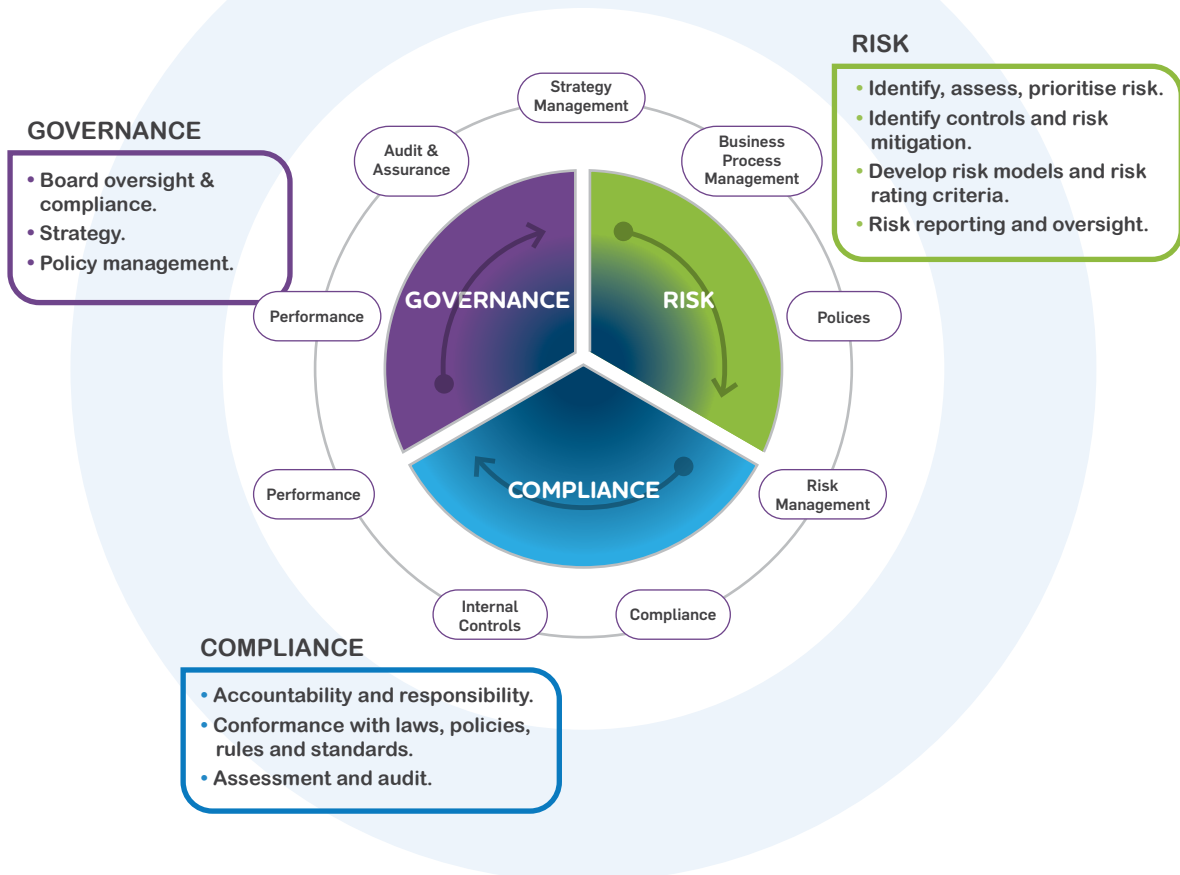 RISK
• Identify, assess, prioritise risk.
• Identify controls and risk
mitigation.
• Develop risk models and risk
rating criteria.
• Risk reporting and oversight.
GOVERNANCE
• Board oversight &
compliance.
• Strategy.
• Policy management.
Strategy
Management
Audit &
Assurance
Business
Process
Management
GOVERNANCE
RISK
Performance
Polices
COMPLIANCE
Performance
Risk
Management
Internal
Controls
Compliance
COMPLIANCE
• Accountability and responsibility.
• Conformance with laws, policies,
rules and standards.
• Assessment and audit.